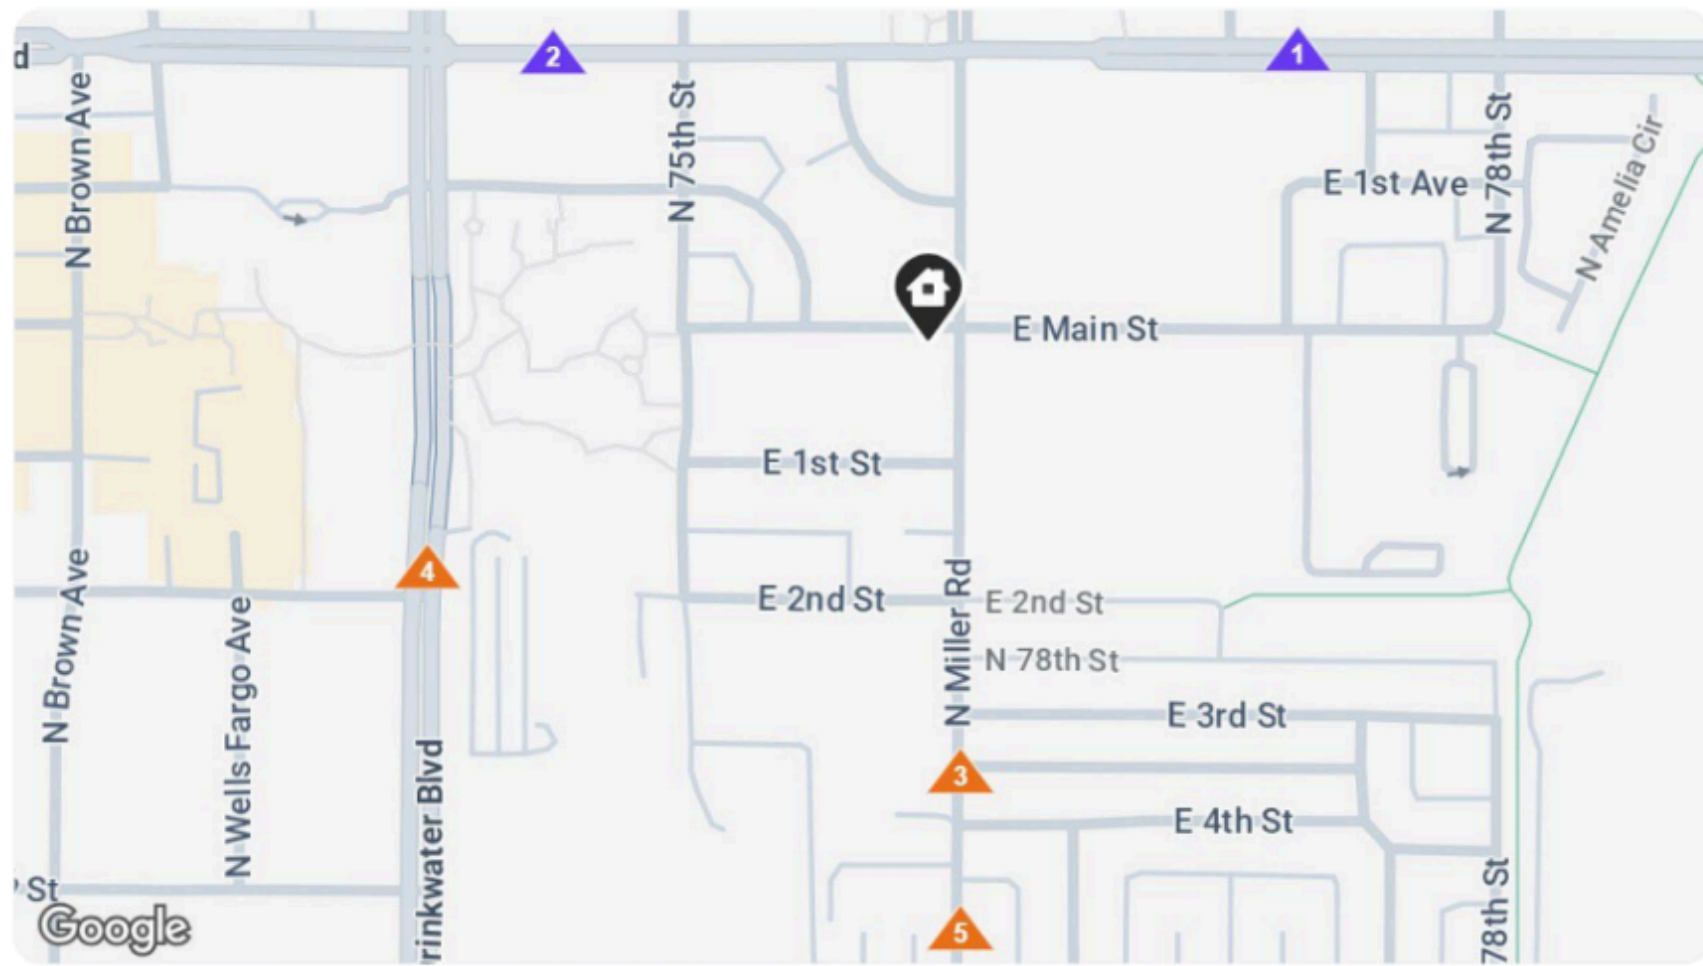 d
2
1
N Brown Ave
N 75th St
N 78th St
N Amelia Cir
E 1st Ave
E Main St
E 1st St
4
N Brown Ave
N Wells Fargo Ave
E 2nd St
E 2nd St
N Miller Rd
N 78th St
E 3rd St
3
E 4th St
rinkwater Blvd
78th St
St
Google
5